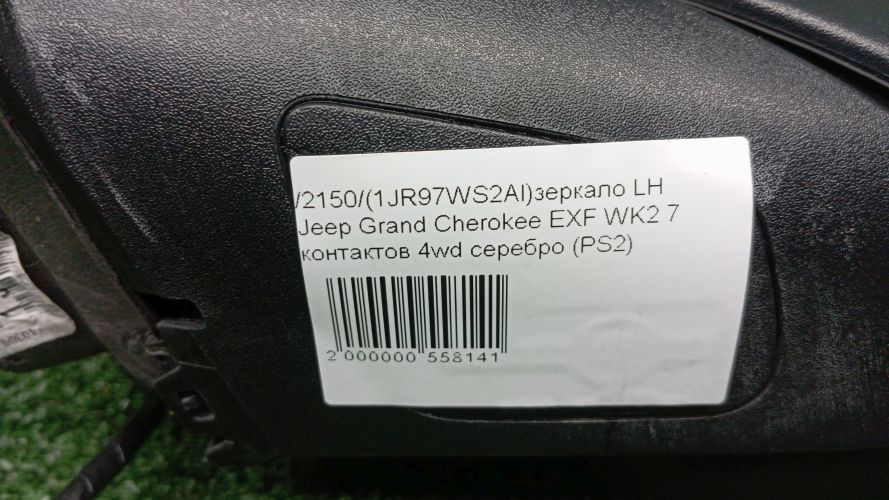 /2150/(1JR97WS2AI)зеркало LH
Jeep Grand Cherokee EXF WK2 7
контактов 4wd серебро (PS2)
2 000000 558141